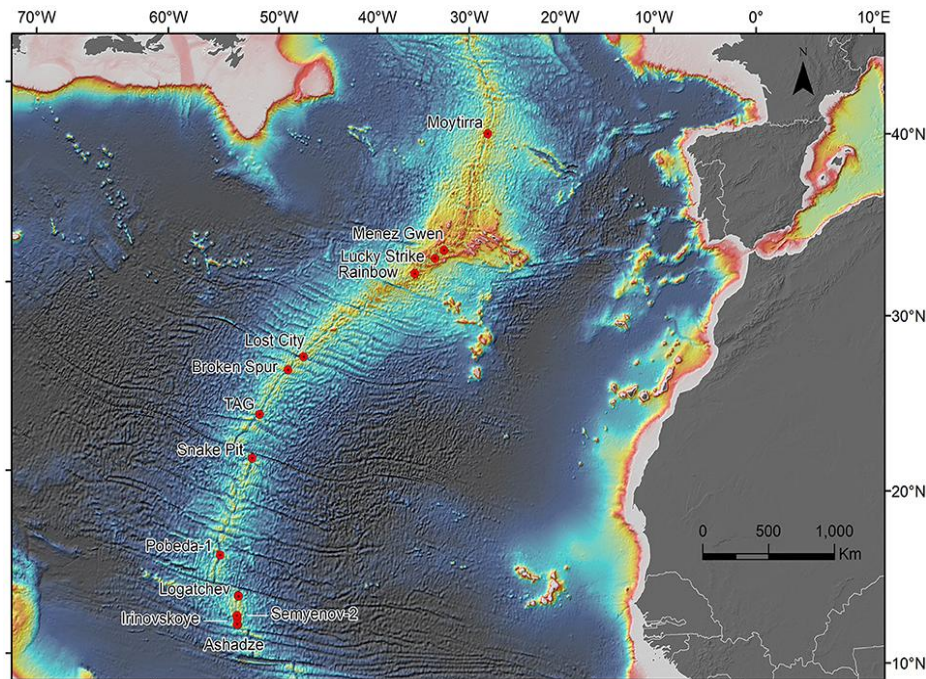 70°W 60°W 50°W 40°W 30°W 20°W 10°W 0° 10°E
N
Moytirra
40°N
Menez Gwen
Lucky Strike
Rainbow
30°N
Lost City
Broken Spur
TAG
Snake Pit
20°N
0 500 1,000
Km
Pobeda-1
Logatchev
Irinovskoye Semyenov-2
Ashadze
10°N